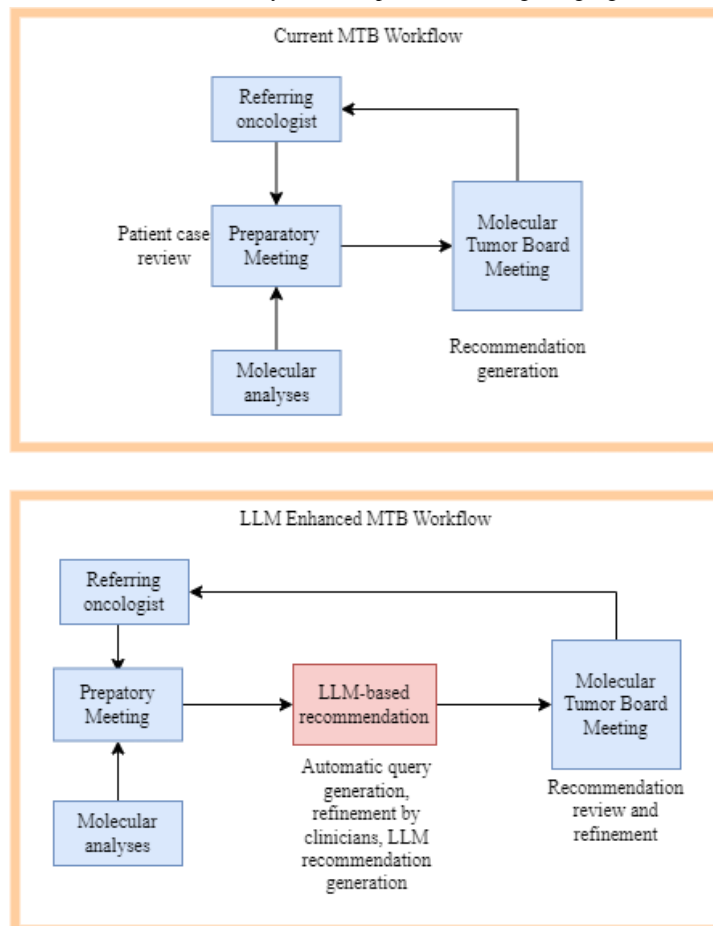 Current MTB Workflow
Referring
oncologist
Patient case
review
Preparatory
Meeting
Molecular
Tumor Board
Meeting
Recommendation
generation
Molecular
analyses
LLM Enhanced MTB Workflow
Referring
oncologist
Prepatory
Meeting
LLM-based
recommendation
Molecular
Tumor Board
Meeting
Automatic query
generation,
refinement by
clinicians, LLM
recommendation
generation
Recommendation
review and
refinement
Molecular
analyses